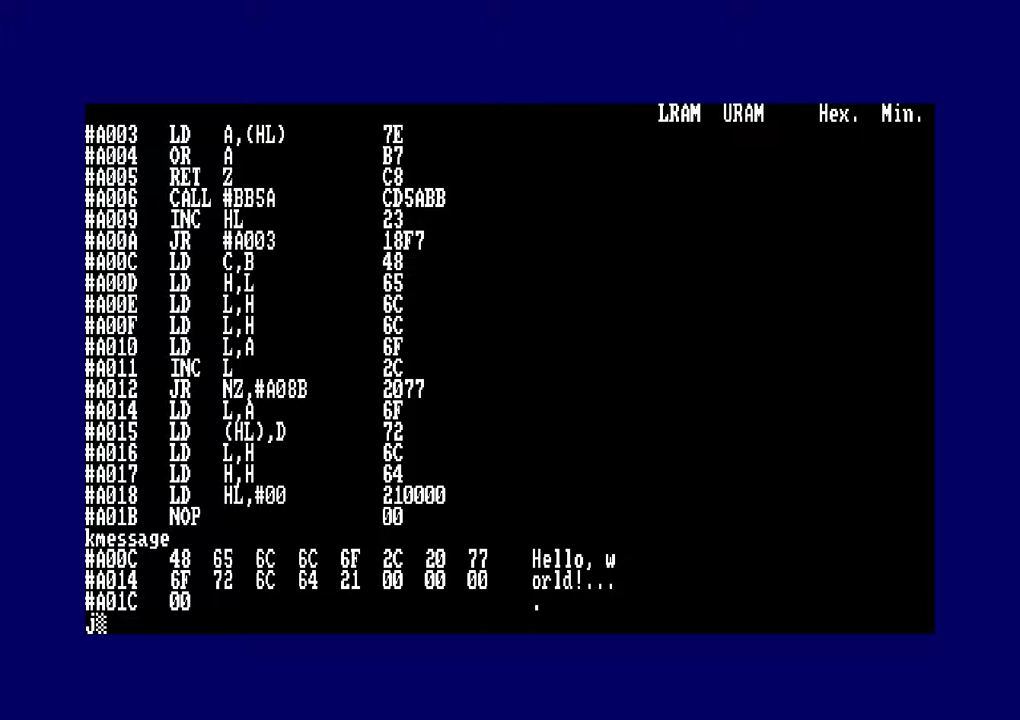 LRAM URAM Hex. Min.
#A003 LD A,(HL) 7E
#A004 OR A B7
#A005 RET Z C8
#A006 CALL #BB5A CD5ABB
#A009 INC HL 23
#A00A JR #A003 18F7
#A00C LD C,B 48
#A00D LD H,L 65
#A00E LD L,H 6C
#A00F LD L,H 6C
#A010 LD L,A 6F
#A011 INC L 2C
#A012 JR NZ,#A08B 2077
#A014 LD L,A 6F
#A015 LD (HL),D 72
#A016 LD L,H 6C
#A017 LD H,H 64
#A018 LD HL,#00 210000
#A01B NOP 00
kmessage
#A00C 48 65 6C 6C 6F 2C 20 77 Hello, w
#A014 6F 72 6C 64 21 00 00 00 orld!...
#A01C 00 .
j